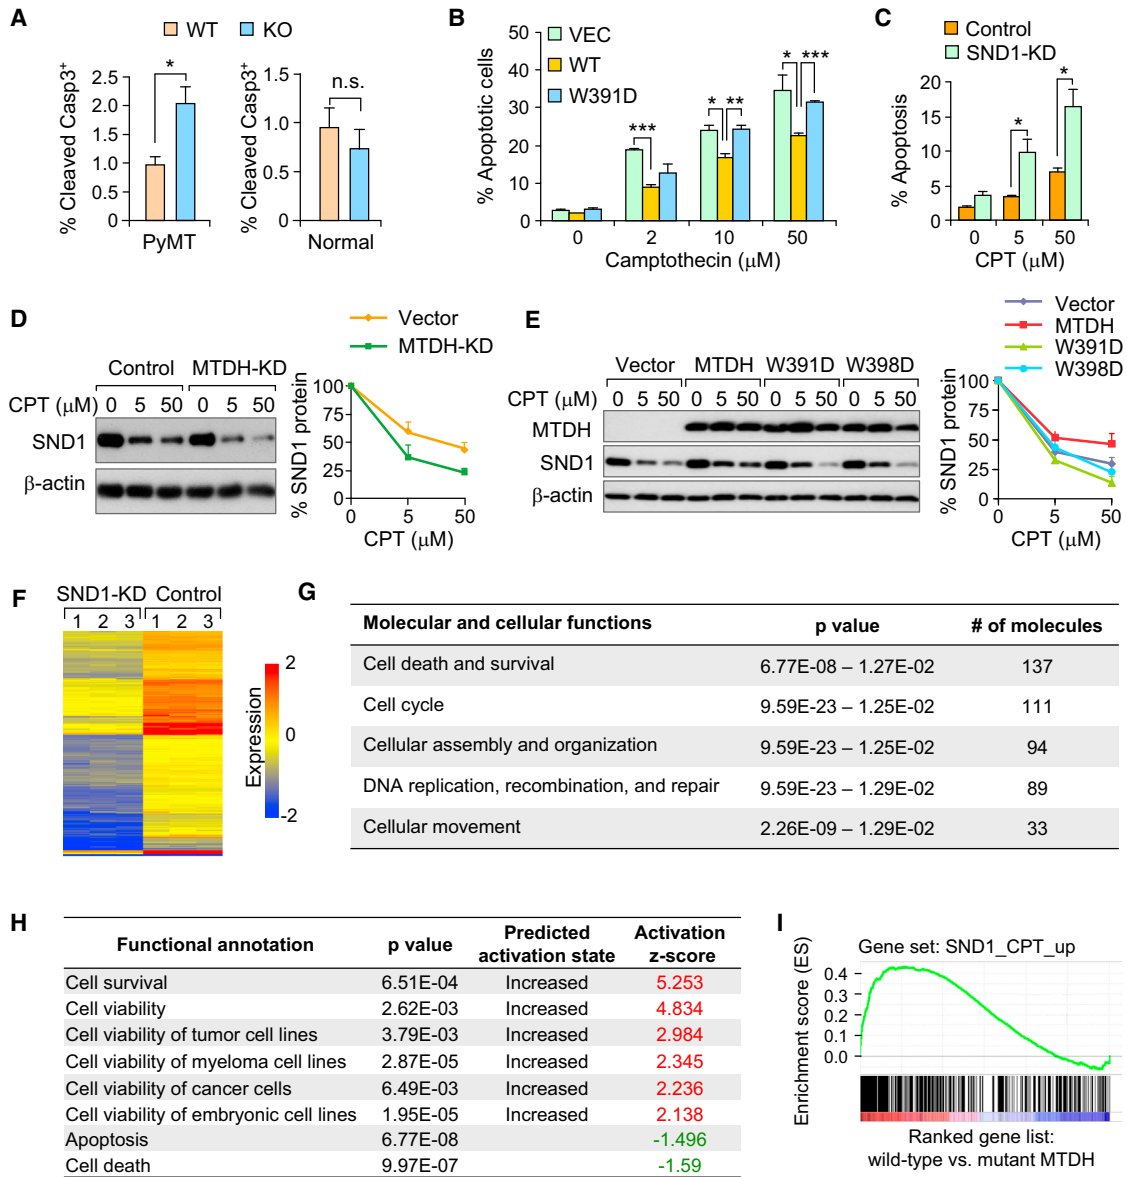 A
WT KO
% Cleaved Casp3+
2.5
2.0
1.5
1.0
0.5
0
*
PyMT
% Cleaved Casp3+
1.5
1.0
0.5
0
n.s.
Normal
B
% Apoptotic cells
50
40
30
20
10
0
VEC
WT
W391D
***
* **
* ***
0 2 10 50
Camptothecin (μM)
C
Control
SND1-KD
% Apoptosis
20
15
10
5
0
*
*
0 5 50
CPT (μM)
D
Control MTDH-KD
CPT (μM) 0 5 50 0 5 50
SND1
β-actin
Vector
MTDH-KD
% SND1 protein
100
75
50
25
0
0 5 50
CPT (μM)
E
Vector MTDH W391D W398D
CPT (μM) 0 5 50 0 5 50 0 5 50 0 5 50
MTDH
SND1
β-actin
Vector
MTDH
W391D
W398D
% SND1 protein
100
75
50
25
0
0 5 50
CPT (μM)
F
SND1-KD Control
1 2 3 1 2 3
Expression
2
0
-2
G
Molecular and cellular functions p value # of molecules
Cell death and survival 6.77E-08 – 1.27E-02 137
Cell cycle 9.59E-23 – 1.25E-02 111
Cellular assembly and organization 9.59E-23 – 1.25E-02 94
DNA replication, recombination, and repair 9.59E-23 – 1.29E-02 89
Cellular movement 2.26E-09 – 1.29E-02 33
H
Functional annotation p value Predicted activation state Activation z-score
Cell survival 6.51E-04 Increased 5.253
Cell viability 2.62E-03 Increased 4.834
Cell viability of tumor cell lines 3.79E-03 Increased 2.984
Cell viability of myeloma cell lines 2.87E-05 Increased 2.345
Cell viability of cancer cells 6.49E-03 Increased 2.236
Cell viability of embryonic cell lines 1.95E-05 Increased 2.138
Apoptosis 6.77E-08 -1.496
Cell death 9.97E-07 -1.59
I
Gene set: SND1_CPT_up
Enrichment score (ES)
0.4
0.3
0.2
0.1
0.0
Ranked gene list:
wild-type vs. mutant MTDH